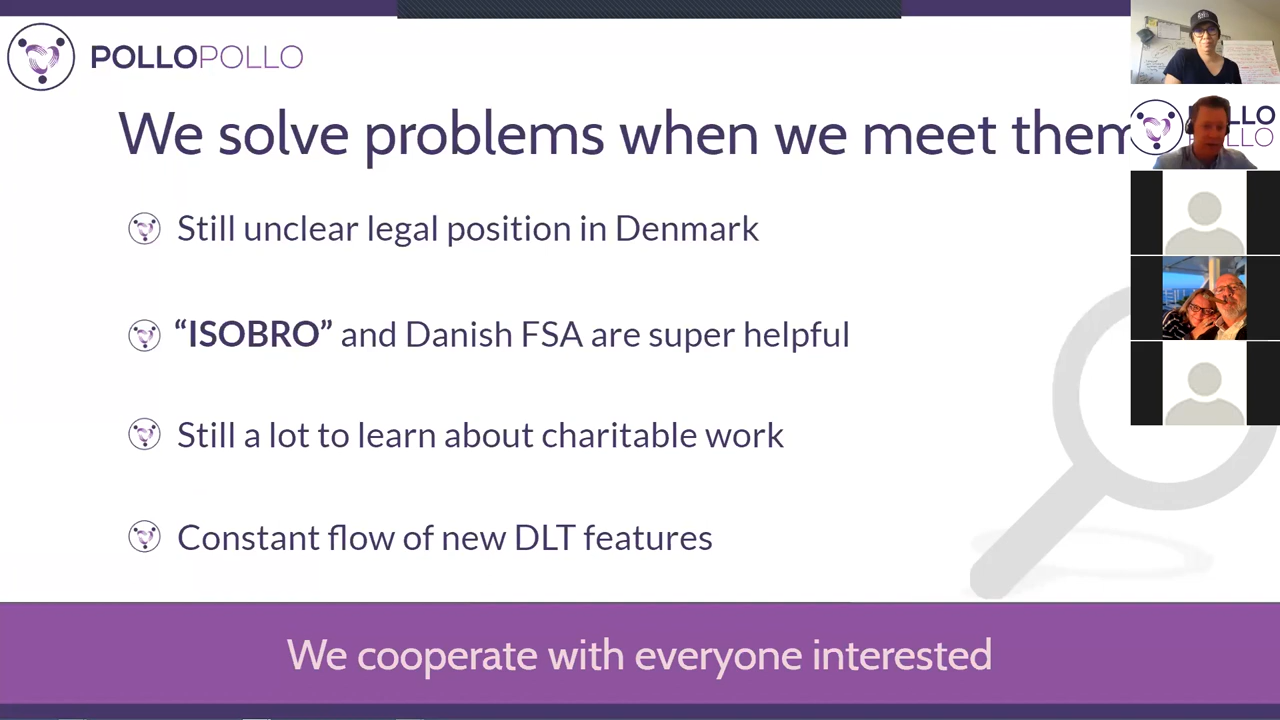 POLLOPOLLO
We solve problems when we meet them
LLO
LLO
Still unclear legal position in Denmark
“ISOBRO” and Danish FSA are super helpful
Still a lot to learn about charitable work
Constant flow of new DLT features
We cooperate with everyone interested